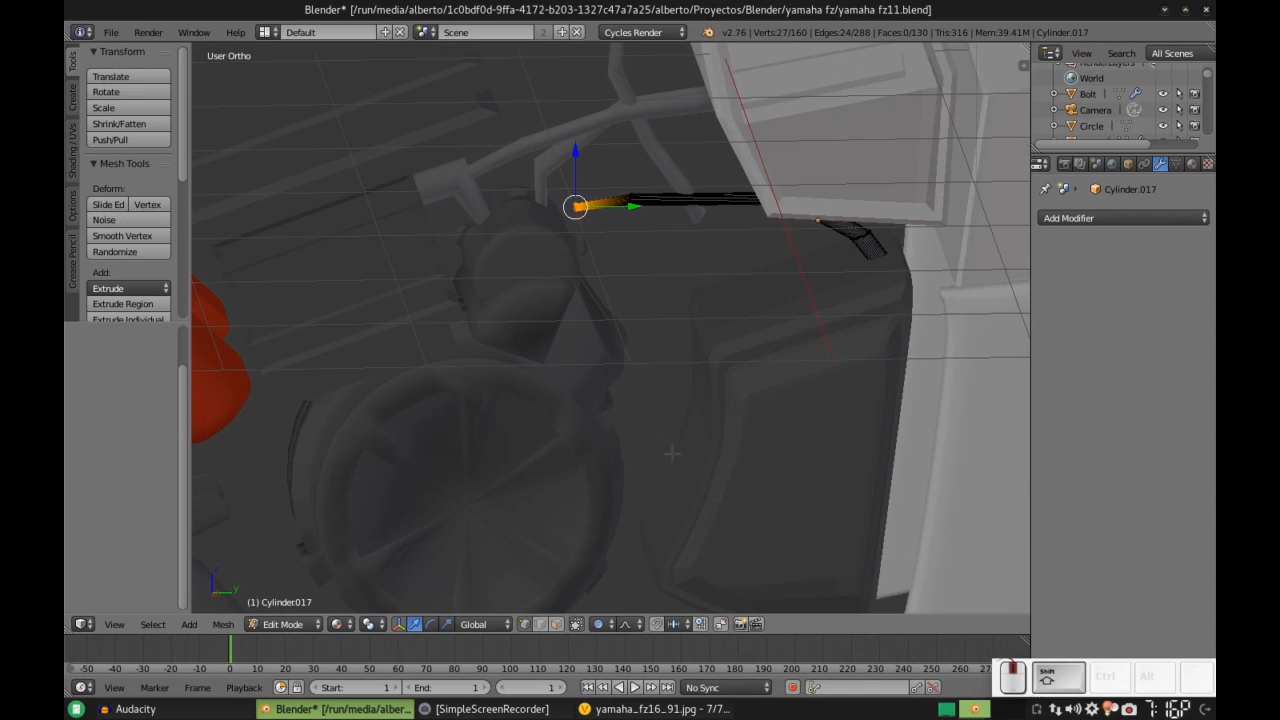 Blender* [/run/media/alberto/1c0bdf0d-9ffa-4172-b203-1327c47a7a25/alberto/Proyectos/Blender/yamaha fz/yamaha fz11.blend]
File Render Window Help Default Scene 2 Cycles Render v2.76 | Verts:27/160 | Edges:24/288 | Faces:0/130 | Tris:316 | Mem:39.41M | Cylinder.017
View Search All Scenes
World
Bolt
Camera
Circle
Cylinder.017
Add Modifier
Tools
Create
Shading / UVs
Options
Grease Pencil
Transform
Translate
Rotate
Scale
Shrink/Fatten
Push/Pull
Mesh Tools
Deform:
Slide Ed Vertex
Noise
Smooth Vertex
Randomize
Add:
Extrude
Extrude Region
Extrude Individual
User Ortho
z
y
(1) Cylinder.017
View Select Add Mesh Edit Mode Global
-50 -40 -30 -20 -10 0 10 20 30 40 50 60 70 80 90 100 110 120 130 140 150 160 170 180 190 200 210 220 230 240 250 260
View Marker Frame Playback Start: 1 End: 1 1 No Sync
Shift Ctrl Alt
Audacity Blender* [/run/media/alber... [SimpleScreenRecorder] yamaha_fz16_91.jpg - 7/7...